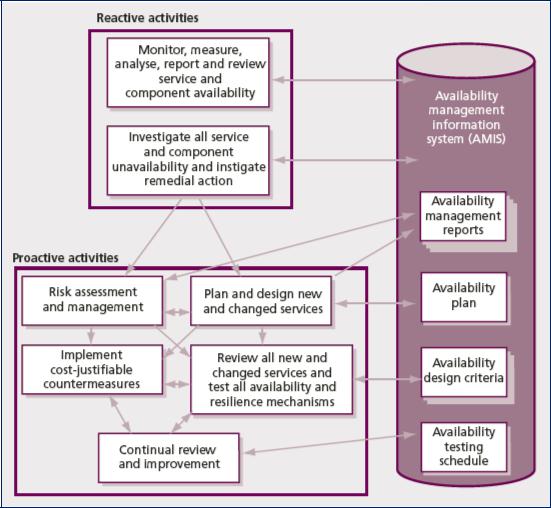 Reactive activities
Monitor, measure,
analyse, report and review
service and
component availability
Investigate all service
and component
unavailability and instigate
remedial action
Availability
management
information
system (AMIS)
Availability
management
reports
Proactive activities
Risk assessment
and management
Plan and design new
and changed services
Availability
plan
Implement
cost-justifiable
countermeasures
Review all new and
changed services and
test all availability and
resilience mechanisms
Availability
design criteria
Continual review
and improvement
Availability
testing
schedule